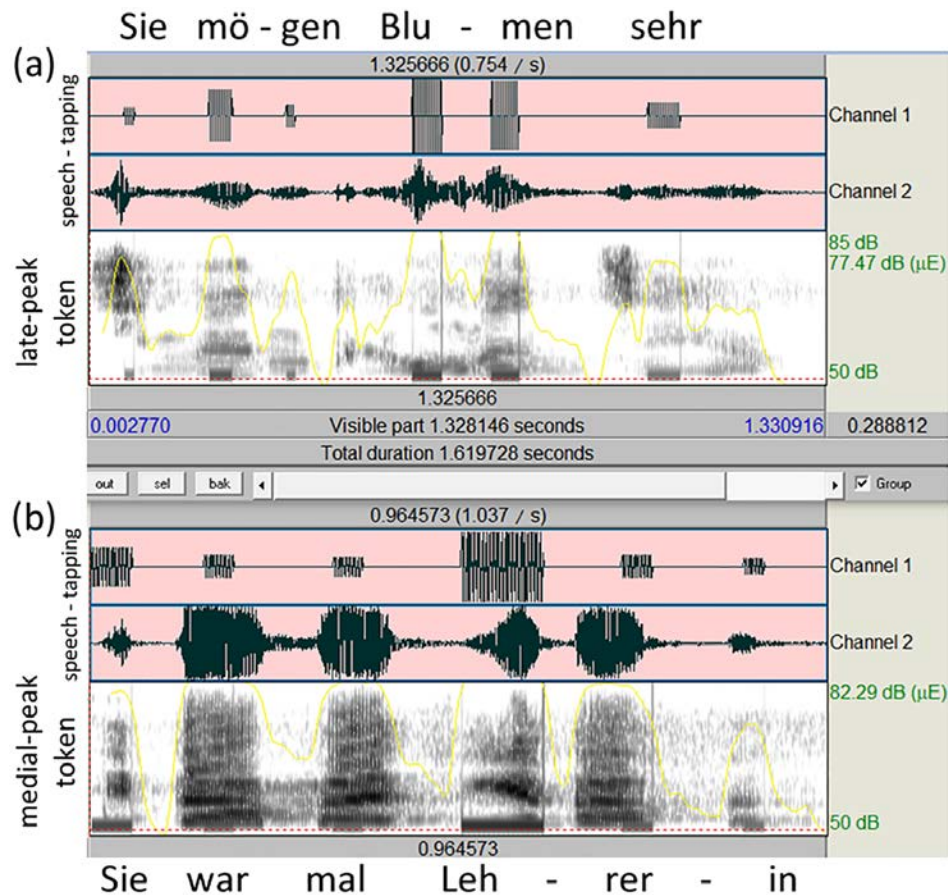 Sie mö - gen Blu - men sehr
(a)
1.325666 (0.754 / s)
speech - tapping
Channel 1
Channel 2
late-peak
token
85 dB
77.47 dB (µE)
50 dB
1.325666
0.002770 Visible part 1.328146 seconds 1.330916 0.288812
Total duration 1.619728 seconds
out sel bak Group
(b)
0.964573 (1.037 / s)
speech - tapping
Channel 1
Channel 2
medial-peak
token
82.29 dB (µE)
50 dB
0.964573
Sie war mal Leh - rer - in